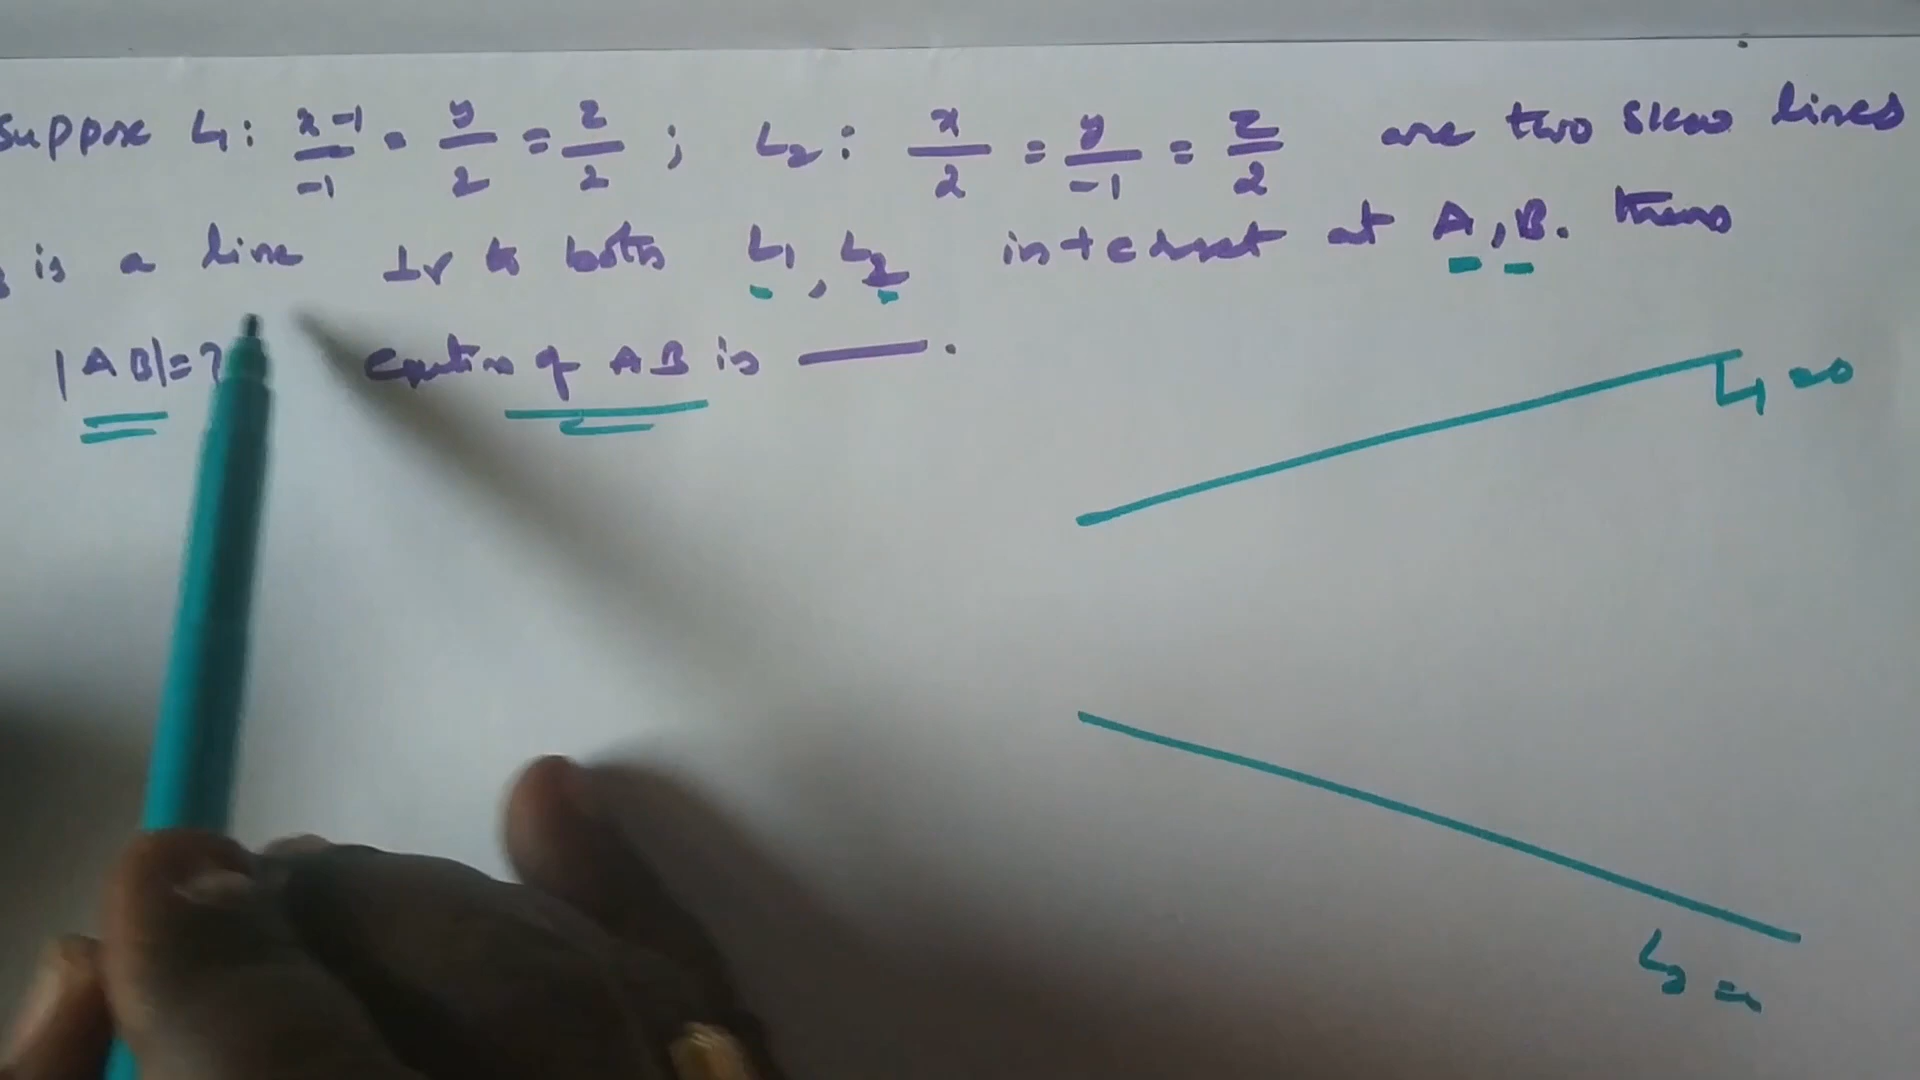 suppose L1: x-1/-1 = y/2 = z/2 ; L2: x/2 = y/-1 = z/2 are two skew lines
is a line ⊥r to both L1, L2 intersect at A, B. then
|AB|=? equation of AB is ——.
L1 =0
L2 =